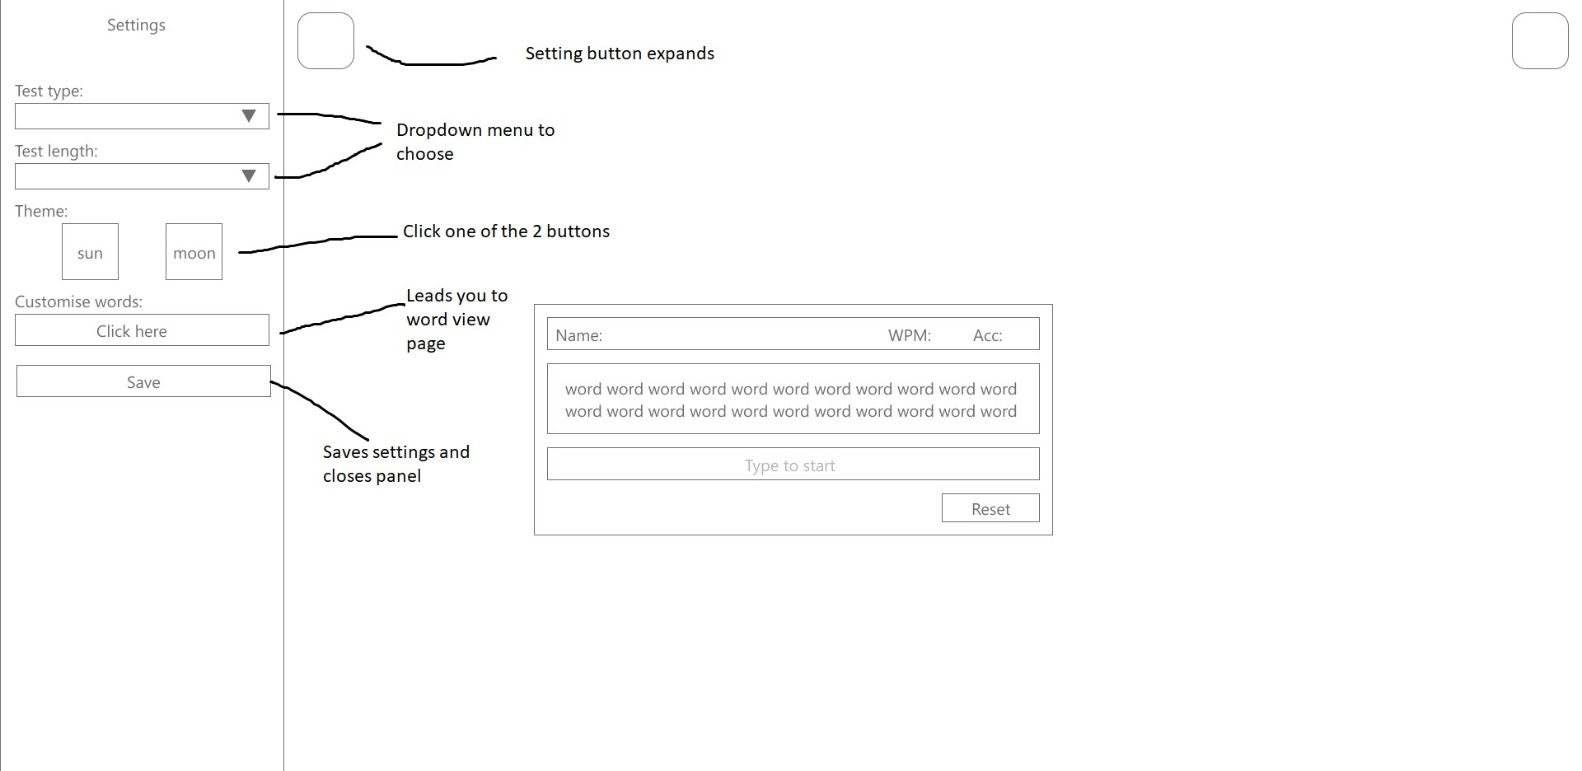 Settings
Test type:
Test length:
Theme:
sun
moon
Customise words:
Click here
Save
Setting button expands
Dropdown menu to
choose
Click one of the 2 buttons
Leads you to
word view
page
Saves settings and
closes panel
Name:
WPM:
Acc:
word word word word word word word word word word word
word word word word word word word word word word word
Type to start
Reset